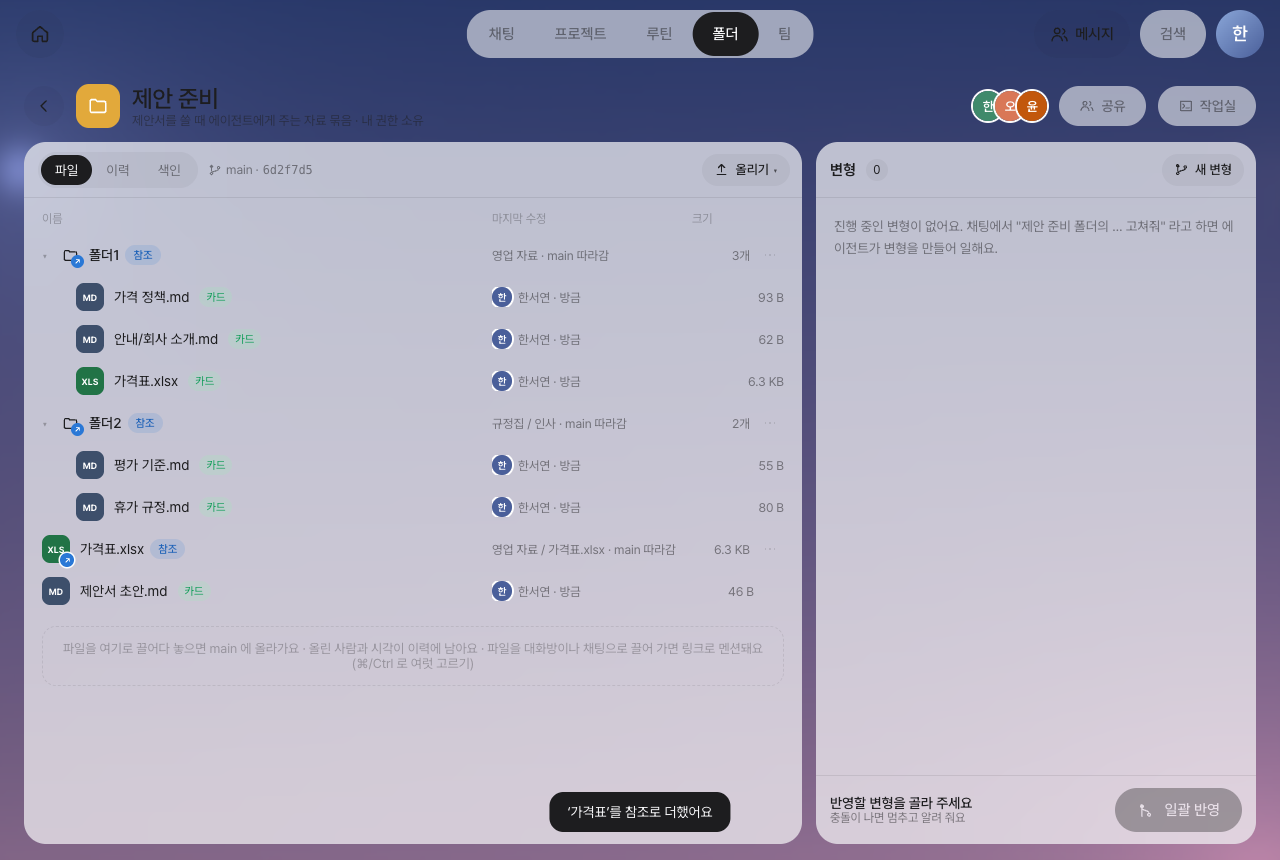 채팅
프로젝트
루틴
폴더
팀
메시지
검색
한
제안 준비
제안서를 쓸 때 에이전트에게 주는 자료 묶음 · 내 권한 소유
한
오
윤
공유
작업실
파일
이력
색인
main · 6d2f7d5
올리기
변형
0
새 변형
이름
마지막 수정
크기
폴더1 참조
영업 자료 · main 따라감
3개
MD 가격 정책.md 카드
한 한서연 · 방금
93 B
MD 안내/회사 소개.md 카드
한 한서연 · 방금
62 B
XLS 가격표.xlsx 카드
한 한서연 · 방금
6.3 KB
폴더2 참조
규정집 / 인사 · main 따라감
2개
MD 평가 기준.md 카드
한 한서연 · 방금
55 B
MD 휴가 규정.md 카드
한 한서연 · 방금
80 B
XLS 가격표.xlsx 참조
영업 자료 / 가격표.xlsx · main 따라감
6.3 KB
MD 제안서 초안.md 카드
한 한서연 · 방금
46 B
파일을 여기로 끌어다 놓으면 main 에 올라가요 · 올린 사람과 시각이 이력에 남아요 · 파일을 대화방이나 채팅으로 끌어 가면 링크로 멘션돼요
(⌘/Ctrl 로 여럿 고르기)
진행 중인 변형이 없어요. 채팅에서 "제안 준비 폴더의 ... 고쳐줘" 라고 하면 에
이전트가 변형을 만들어 일해요.
‘가격표’를 참조로 더했어요
반영할 변형을 골라 주세요
충돌이 나면 멈추고 알려 줘요
일괄 반영